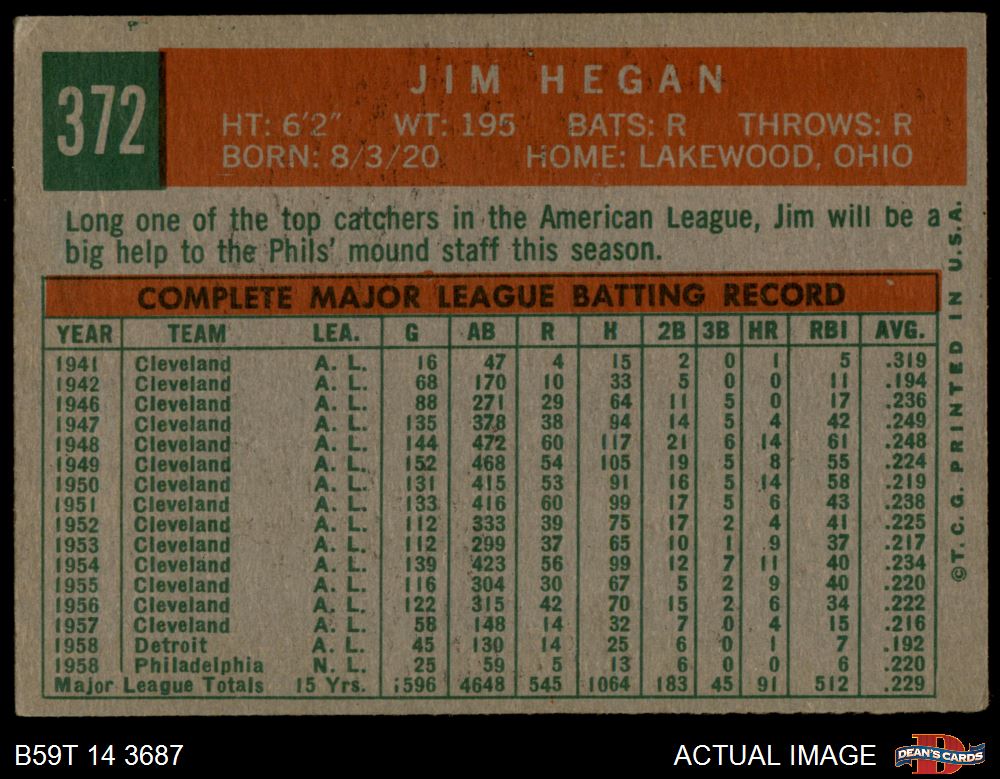 372
JIM HEGAN
HT: 6'2" WT: 195 BATS: R THROWS: R
BORN: 8/3/20 HOME: LAKEWOOD, OHIO
Long one of the top catchers in the American League, Jim will be a
big help to the Phils' mound staff this season.
COMPLETE MAJOR LEAGUE BATTING RECORD
YEAR TEAM LEA. G AB R H 2B 3B HR RBI AVG.
1941 Cleveland A. L. 16 47 4 15 2 0 1 5 .319
1942 Cleveland A. L. 68 170 10 33 5 0 0 11 .194
1946 Cleveland A. L. 88 271 29 64 11 5 0 17 .236
1947 Cleveland A. L. 135 378 38 94 14 5 4 42 .249
1948 Cleveland A. L. 144 472 60 117 21 6 14 61 .248
1949 Cleveland A. L. 152 468 54 105 19 5 8 55 .224
1950 Cleveland A. L. 131 415 53 91 16 5 14 58 .219
1951 Cleveland A. L. 133 416 60 99 17 5 6 43 .238
1952 Cleveland A. L. 112 333 39 75 17 2 4 41 .225
1953 Cleveland A. L. 112 299 37 65 10 1 9 37 .217
1954 Cleveland A. L. 139 423 56 99 12 7 11 40 .234
1955 Cleveland A. L. 116 304 30 67 5 2 9 40 .220
1956 Cleveland A. L. 122 315 42 70 15 2 6 34 .222
1957 Cleveland A. L. 58 148 14 32 7 0 4 15 .216
1958 Detroit A. L. 45 130 14 25 6 0 1 7 .192
1958 Philadelphia N. L. 25 59 5 13 6 0 0 6 .220
Major League Totals 15 Yrs. 1596 4648 545 1064 183 45 91 512 .229
©T. C. G. PRINTED IN U.S.A.
B59T 14 3687
ACTUAL IMAGE
DEAN'S CARDS